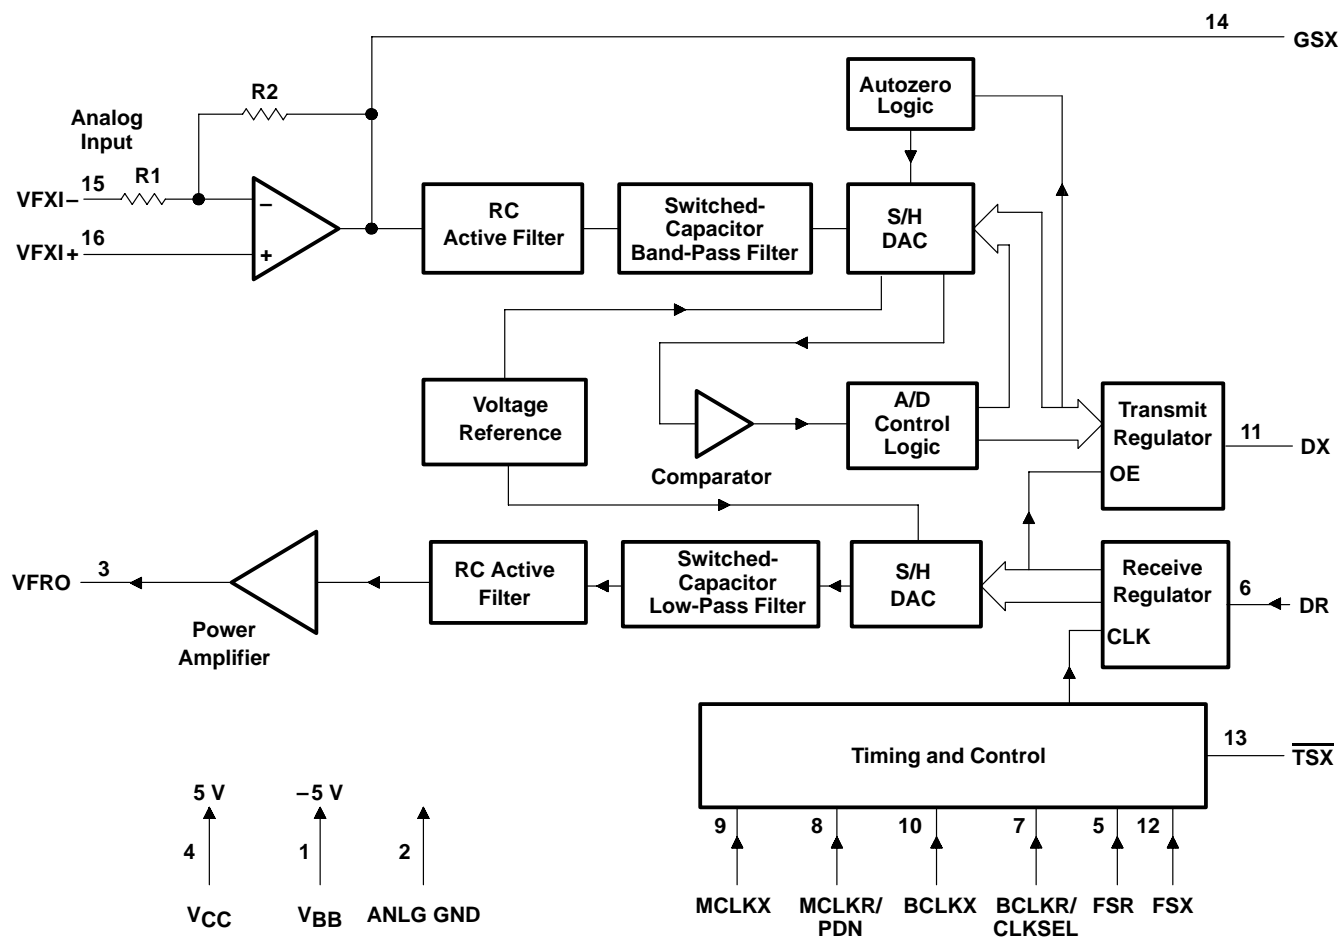 14
GSX
R2
Analog
Input
Autozero
Logic
VFXI–
15
R1
VFXI+
16
–
+
RC
Active Filter
Switched-
Capacitor
Band-Pass Filter
S/H
DAC
Voltage
Reference
Comparator
A/D
Control
Logic
Transmit
Regulator
OE
11
DX
VFRO
3
Power
Amplifier
RC Active
Filter
Switched-
Capacitor
Low-Pass Filter
S/H
DAC
Receive
Regulator
CLK
6
DR
Timing and Control
13
TSX
5 V
–5 V
4
1
2
VCC
VBB
ANLG GND
9
8
10
7
5
12
MCLKX
MCLKR/
PDN
BCLKX
BCLKR/
CLKSEL
FSR
FSX